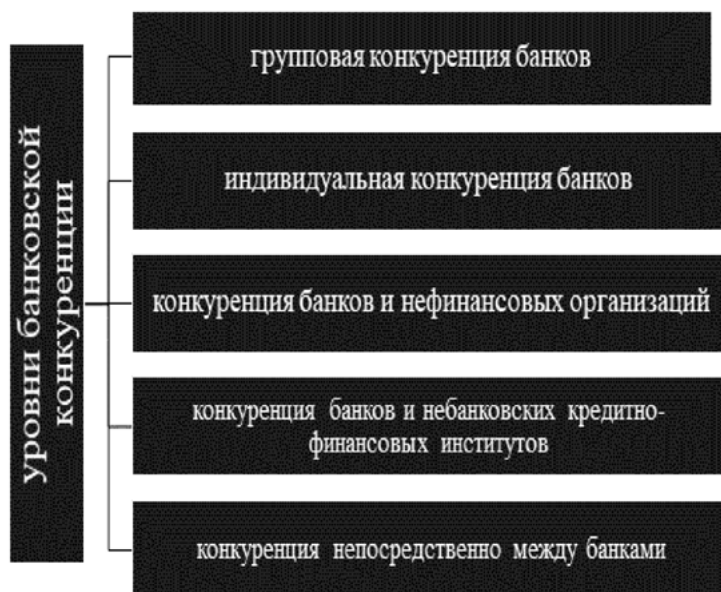 уровни банковской
конкуренции
групповая конкуренция банков
индивидуальная конкуренция банков
конкуренция банков и нефинансовых организаций
конкуренция банков и небанковских кредитно-
финансовых институтов
конкуренция непосредственно между банками